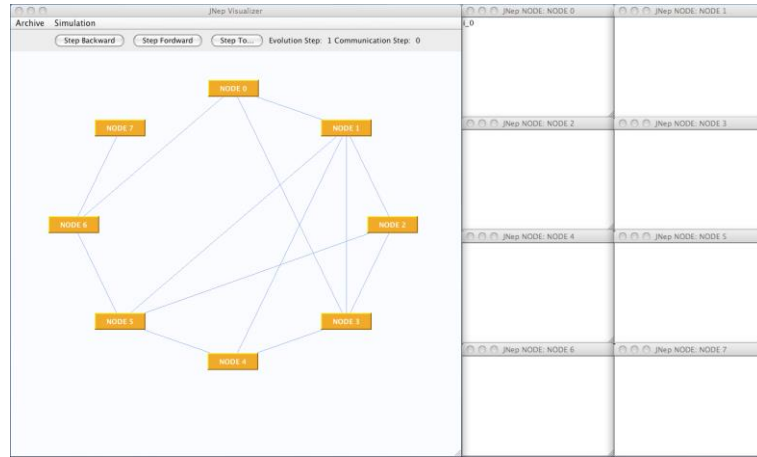 JNep Visualizer
Archive Simulation
Step Backward Step Fordward Step To... Evolution Step: 1 Communication Step: 0
NODE 0
NODE 7
NODE 1
NODE 6
NODE 2
NODE 5
NODE 3
NODE 4
JNep NODE: NODE 0
i_0
JNep NODE: NODE 1
JNep NODE: NODE 2
JNep NODE: NODE 3
JNep NODE: NODE 4
JNep NODE: NODE 5
JNep NODE: NODE 6
JNep NODE: NODE 7